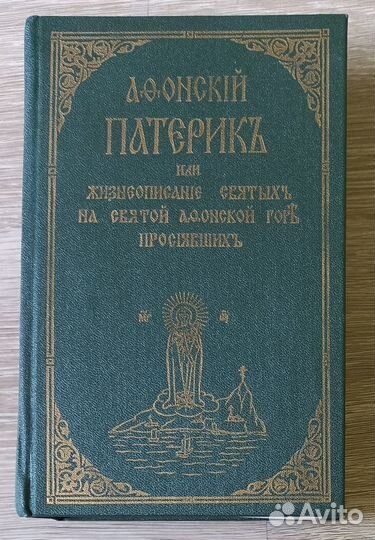 АѲОНСКІЙ
ПАТЕРИКЪ
ИЛИ
ЖИЗНЕОПИСАНІЕ СВЯТЫХЪ
НА СВЯТОЙ АѲОНСКОЙ ГОРѢ
ПРОСІЯВШИХЪ
Avito